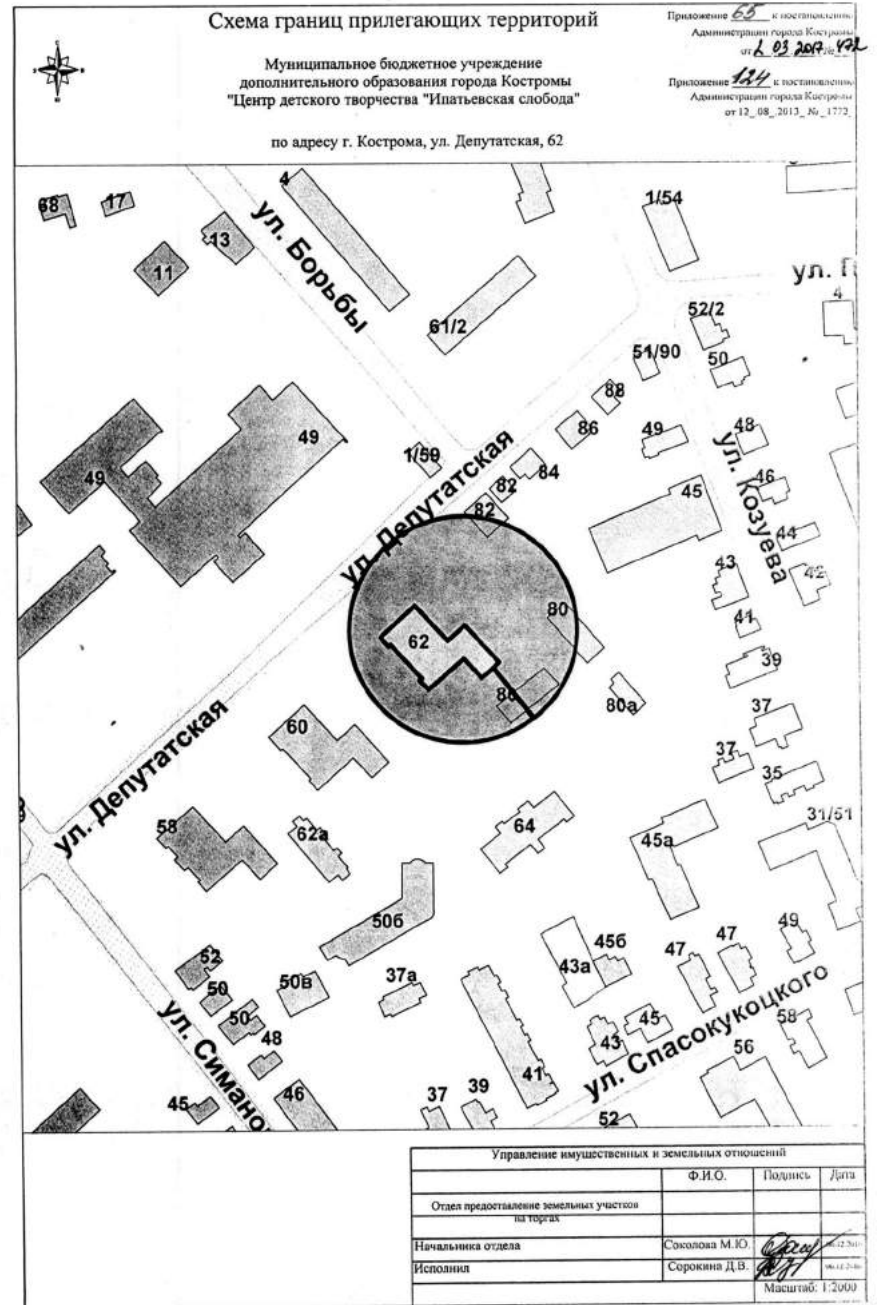 Схема границ прилегающих территорий
Муниципальное бюджетное учреждение
дополнительного образования города Костромы
"Центр детского творчества "Ипатьевская слобода"
по адресу г. Кострома, ул. Депутатская, 62
Приложение 65 к постановлению
Администрации города Костромы
от 2 03 2017 № 472
Приложение 124 к постановлению
Администрации города Костромы
от 12_08_2013_ №_1773_
4
68
17
13
11
ул. Борьбы
1/54
ул. П
4
61/2
52/2
51/90
50
88
86
49
48
49
49
1/59
84
82
82
45
46
ул. Козуева
ул. Депутатская
44
43
42
80
41
62
39
80а
37
60
37
35
ул. Депутатская
58
62а
64
45а
31/51
50б
52
50
50в
37а
43а
45б
47
47
49
50
48
ул. Симано
45
43
58
56
41
ул. Спасокукоцкого
45
46
37
39
52
Управление имущественных и земельных отношений
Ф.И.О. Подпись Дата
Отдел предоставление земельных участков
на торгах
Начальника отдела Соколова М.Ю.
Исполнил Сорокина Д.В.
Масштаб: 1:2000